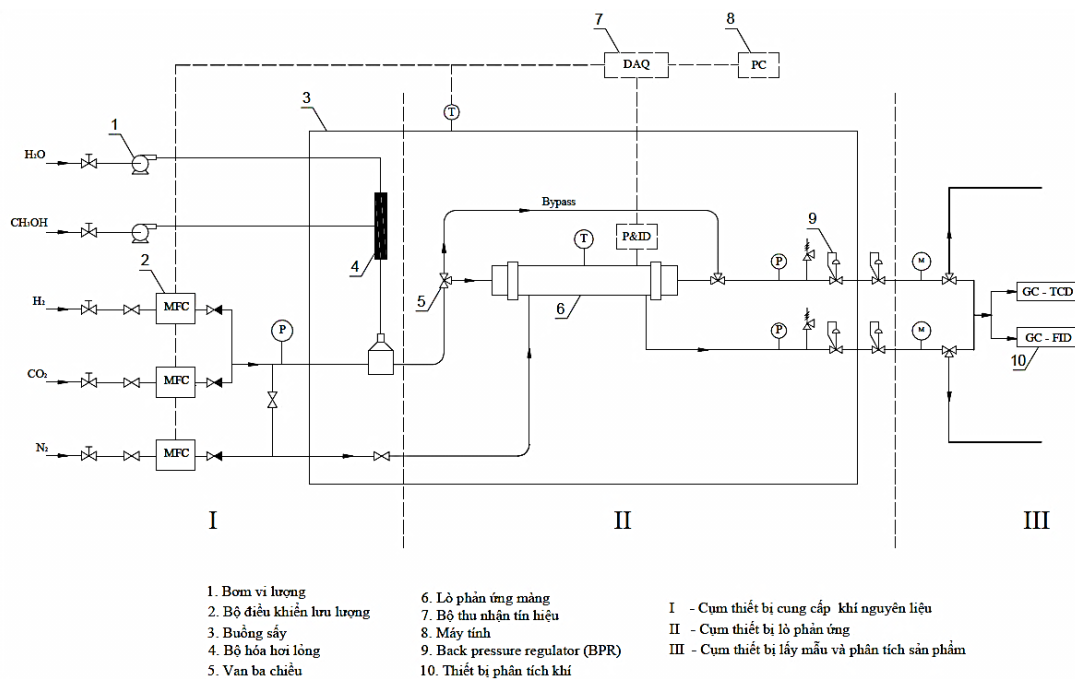 7
8
DAQ
PC
3
T
1
H₂O
CH₃OH
Bypass
9
P&ID
T
4
2
5
6
P
M
H₂
MFC
P
GC - TCD
P
M
GC - FID
10
CO₂
MFC
N₂
MFC
I
II
III
1. Bơm vi lượng
2. Bộ điều khiển lưu lượng
3. Buồng sấy
4. Bộ hóa hơi lỏng
5. Van ba chiều
6. Lò phản ứng màng
7. Bộ thu nhận tín hiệu
8. Máy tính
9. Back pressure regulator (BPR)
10. Thiết bị phân tích khí
I - Cụm thiết bị cung cấp khí nguyên liệu
II - Cụm thiết bị lò phản ứng
III - Cụm thiết bị lấy mẫu và phân tích sản phẩm